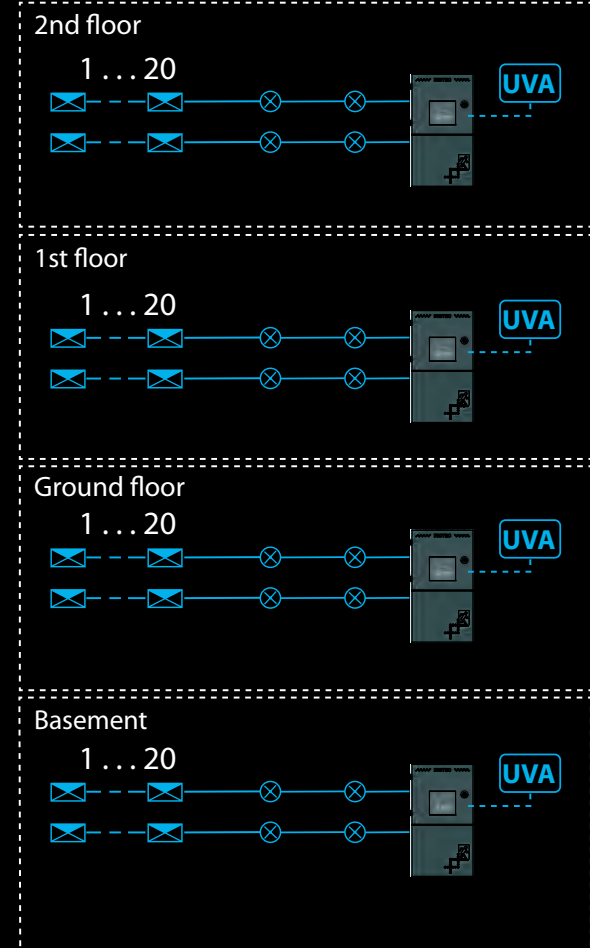 2nd floor
1 . . . 20
UVA
1st floor
1 . . . 20
UVA
Ground floor
1 . . . 20
UVA
Basement
1 . . . 20
UVA